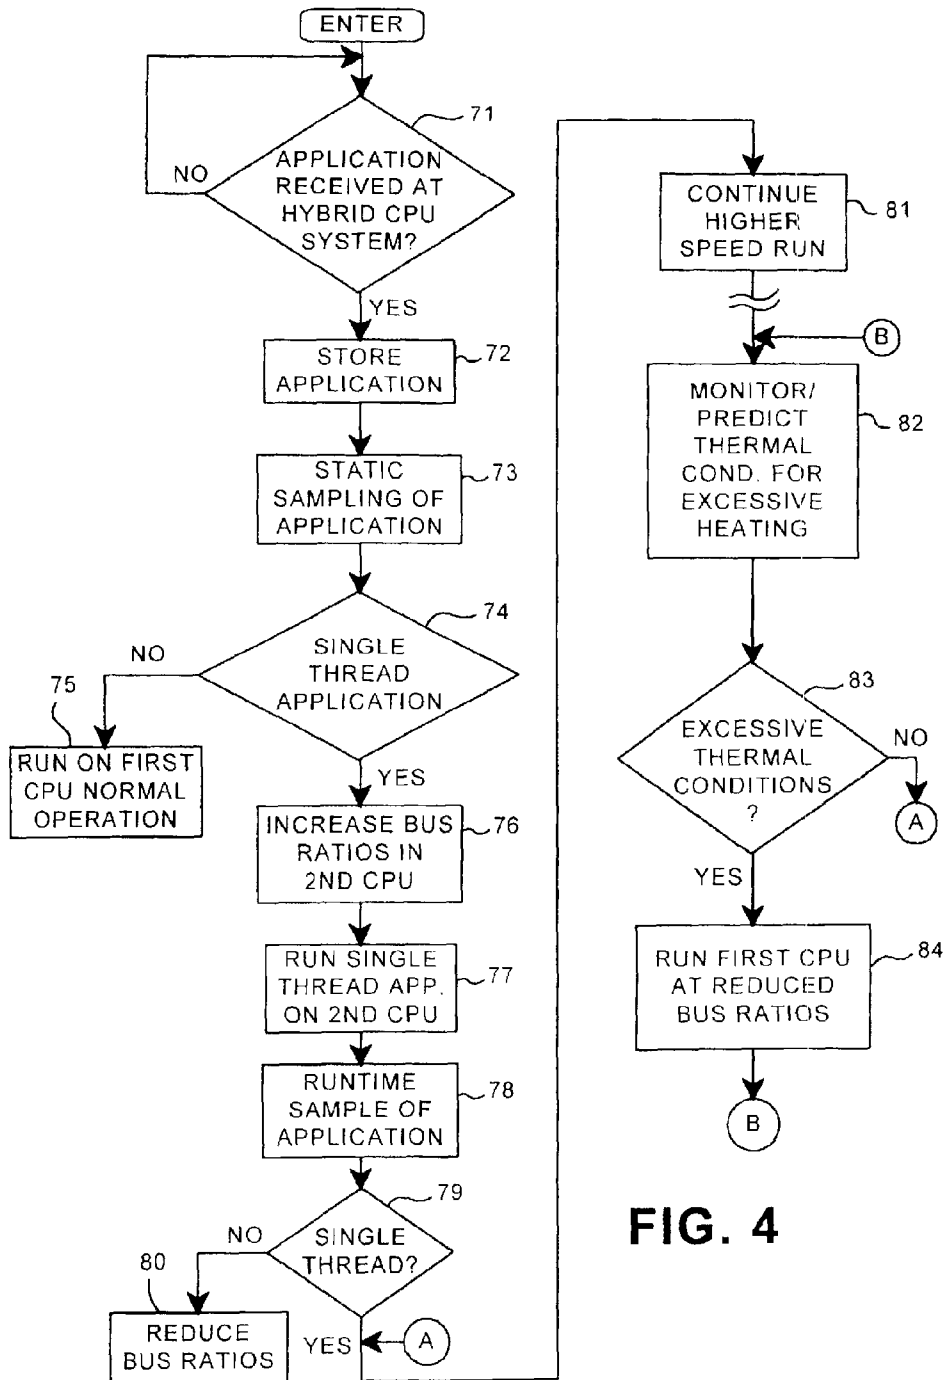 ENTER
71
APPLICATION
RECEIVED AT
HYBRID CPU
SYSTEM?
NO
YES
STORE
APPLICATION
72
STATIC
SAMPLING OF
APPLICATION
73
74
SINGLE
THREAD
APPLICATION
NO
75
RUN ON FIRST
CPU NORMAL
OPERATION
YES
INCREASE BUS
RATIOS IN
2ND CPU
76
RUN SINGLE
THREAD APP.
ON 2ND CPU
77
RUNTIME
SAMPLE OF
APPLICATION
78
79
SINGLE
THREAD?
NO
80
REDUCE
BUS RATIOS
YES
A
CONTINUE
HIGHER
SPEED RUN
81
B
MONITOR/
PREDICT
THERMAL
COND. FOR
EXCESSIVE
HEATING
82
83
EXCESSIVE
THERMAL
CONDITIONS
?
NO
A
YES
RUN FIRST CPU
AT REDUCED
BUS RATIOS
84
B
FIG. 4